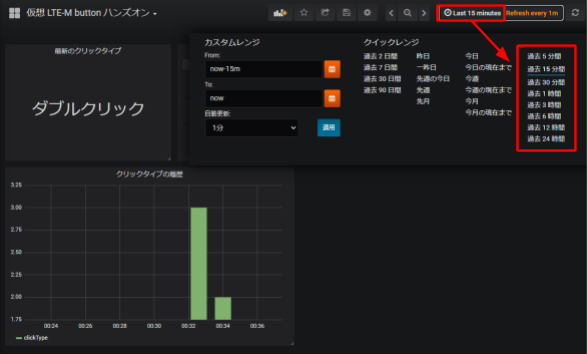 仮想 LTE-M button ハンズオン
Last 15 minutes
Refresh every 1m
最新のクリックタイプ
ダブルクリック
カスタムレンジ
From:
now-15m
To:
now
自動更新:
1分
適用
クイックレンジ
過去 2 日間
過去 7 日間
過去 30 日間
過去 90 日間
昨日
一昨日
先週の今日
先週
先月
今日
今日の現在まで
今週
今週の現在まで
今月
今月の現在まで
過去 5 分間
過去 15 分間
過去 30 分間
過去 1 時間
過去 3 時間
過去 6 時間
過去 12 時間
過去 24 時間
クリックタイプの履歴
3.25
3.00
2.75
2.50
2.25
2.00
1.75
00:24
00:26
00:28
00:30
00:32
00:34
00:36
clickType